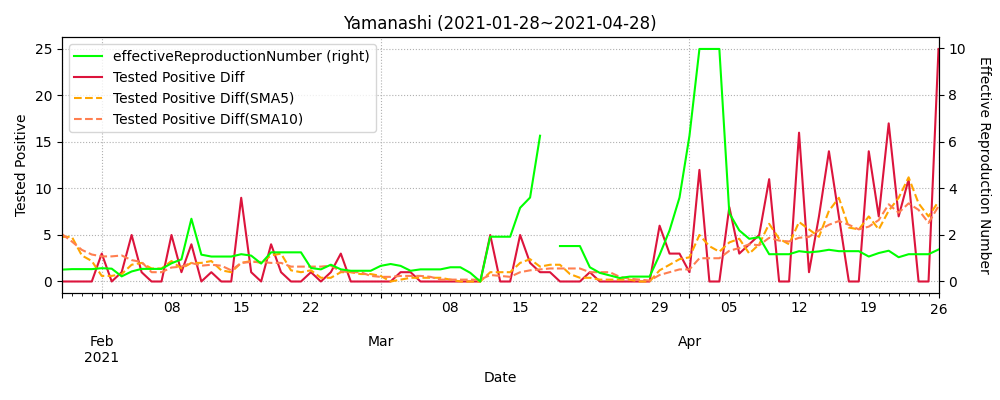 Yamanashi (2021-01-28~2021-04-28)
effectiveReproductionNumber (right)
Tested Positive Diff
Tested Positive Diff(SMA5)
Tested Positive Diff(SMA10)
Tested Positive
25
20
15
10
5
0
10
8
6
4
2
0
Effective Reproduction Number
08 15 22 08 15 22 29 05 12 19 26
Feb Mar Apr
2021
Date